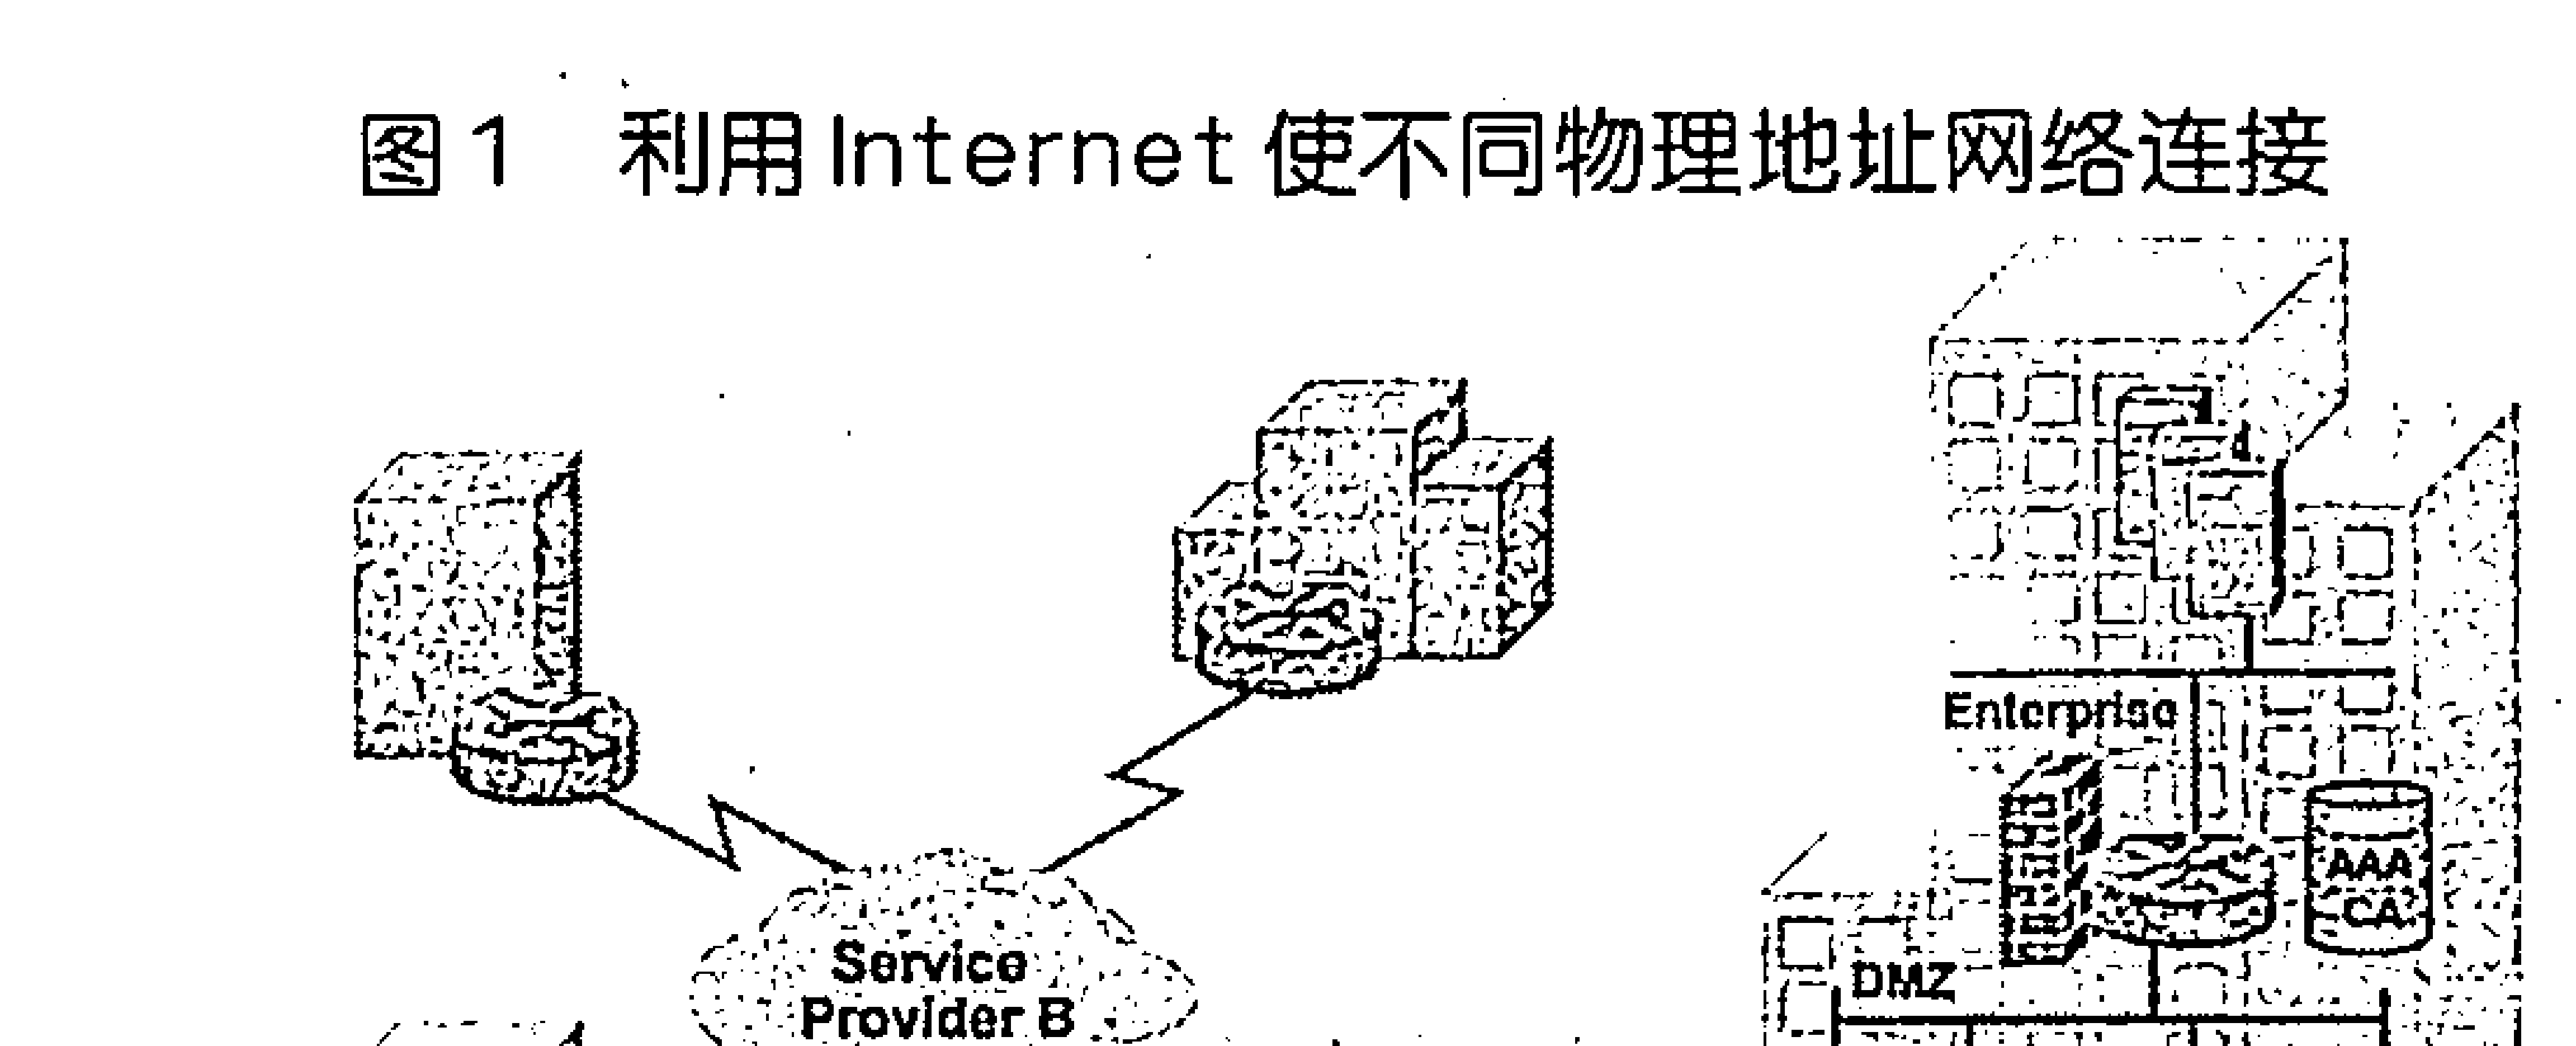 图1 利用Internet使不同物理地址网络连接
Enterprise
AAA
CA
Service
Provider B
DMZ